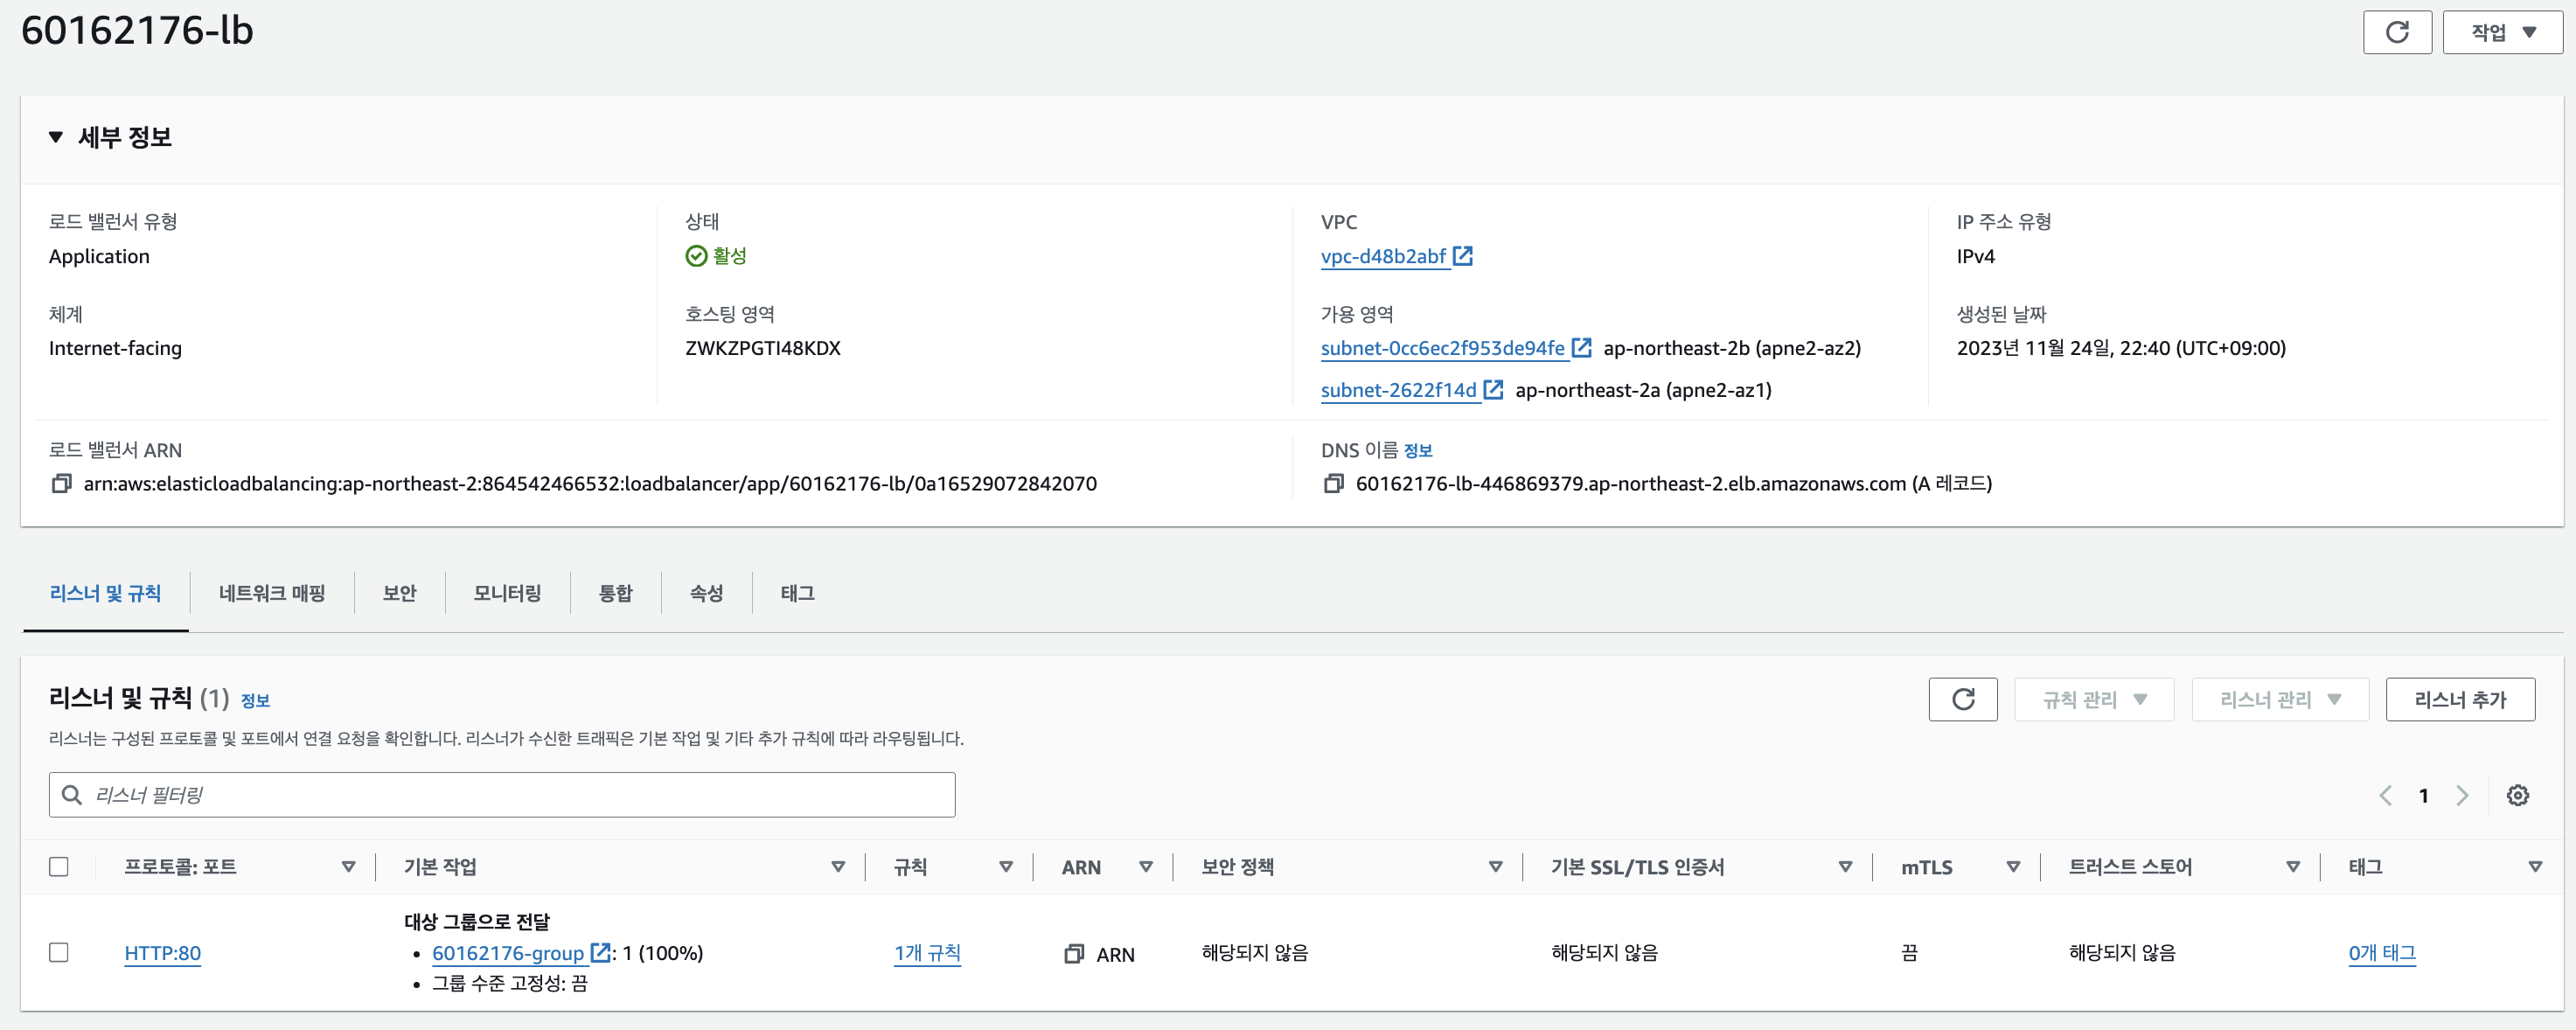 60162176-lb
작업
세부 정보
로드 밸런서 유형
Application
상태
활성
VPC
vpc-d48b2abf
IP 주소 유형
IPv4
체계
Internet-facing
호스팅 영역
ZWKZPGTI48KDX
가용 영역
subnet-0cc6ec2f953de94fe ap-northeast-2b (apne2-az2)
subnet-2622f14d ap-northeast-2a (apne2-az1)
생성된 날짜
2023년 11월 24일, 22:40 (UTC+09:00)
로드 밸런서 ARN
arn:aws:elasticloadbalancing:ap-northeast-2:864542466532:loadbalancer/app/60162176-lb/0a16529072842070
DNS 이름 정보
60162176-lb-446869379.ap-northeast-2.elb.amazonaws.com (A 레코드)
리스너 및 규칙 네트워크 매핑 보안 모니터링 통합 속성 태그
리스너 및 규칙 (1) 정보
규칙 관리 리스너 관리 리스너 추가
리스너는 구성된 프로토콜 및 포트에서 연결 요청을 확인합니다. 리스너가 수신한 트래픽은 기본 작업 및 기타 추가 규칙에 따라 라우팅됩니다.
리스너 필터링
1
프로토콜: 포트 기본 작업 규칙 ARN 보안 정책 기본 SSL/TLS 인증서 mTLS 트러스트 스토어 태그
대상 그룹으로 전달
HTTP:80 • 60162176-group : 1 (100%) 1개 규칙 ARN 해당되지 않음 해당되지 않음 끔 해당되지 않음 0개 태그
• 그룹 수준 고정성: 끔